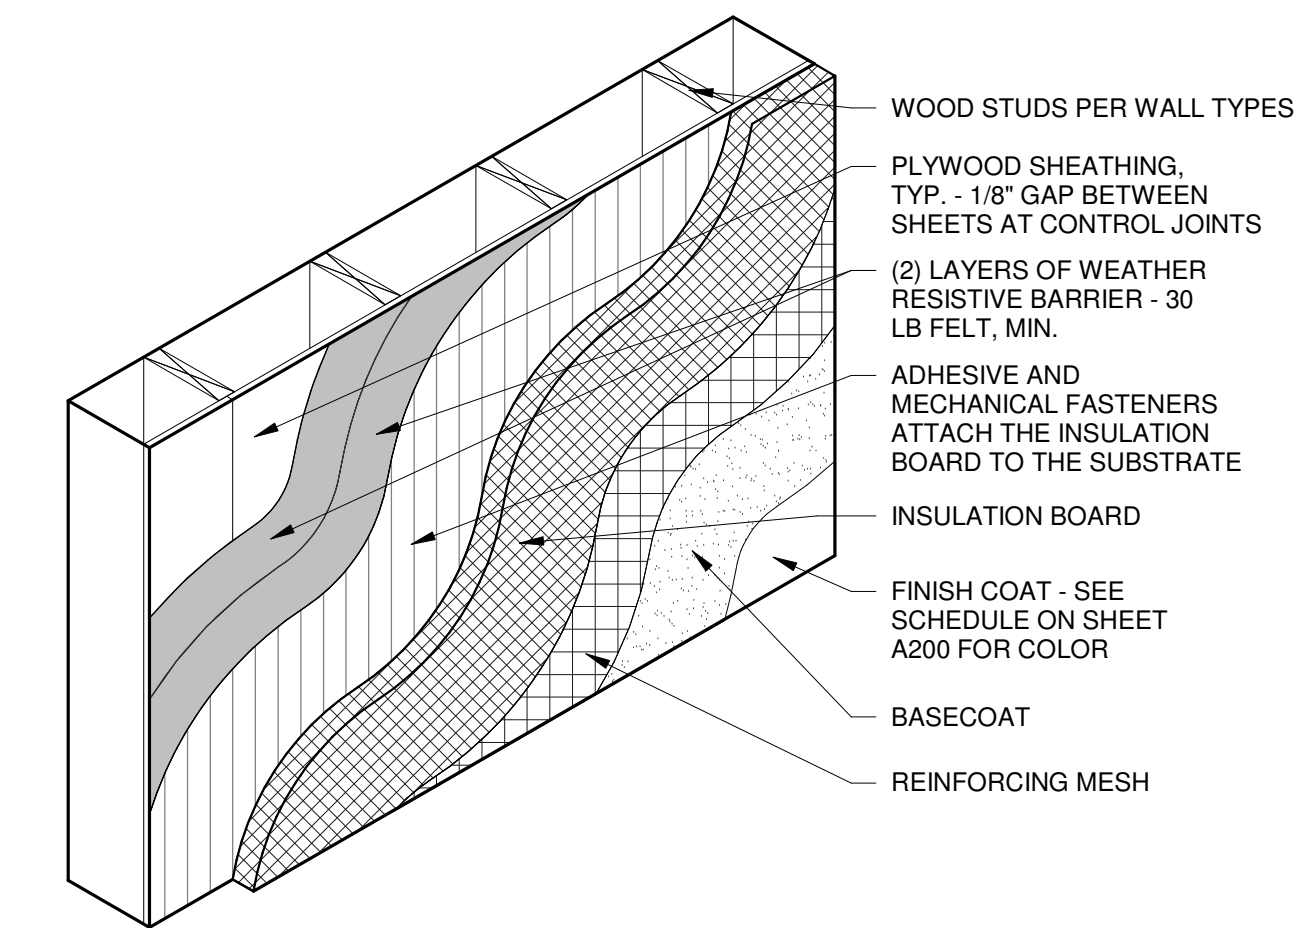 WOOD STUDS PER WALL TYPES
PLYWOOD SHEATHING,
TYP. - 1/8" GAP BETWEEN
SHEETS AT CONTROL JOINTS
(2) LAYERS OF WEATHER
RESISTIVE BARRIER - 30
LB FELT, MIN.
ADHESIVE AND
MECHANICAL FASTENERS
ATTACH THE INSULATION
BOARD TO THE SUBSTRATE
INSULATION BOARD
FINISH COAT - SEE
SCHEDULE ON SHEET
A200 FOR COLOR
BASECOAT
REINFORCING MESH